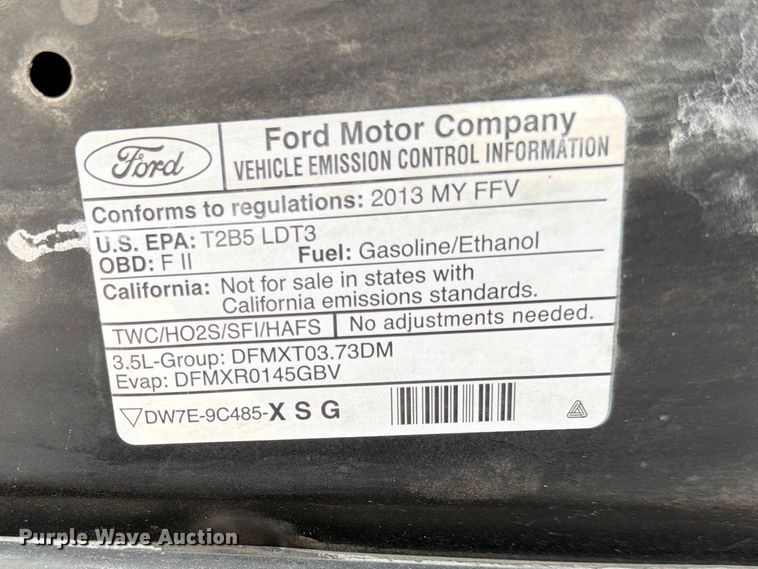 Ford
Ford Motor Company
VEHICLE EMISSION CONTROL INFORMATION
Conforms to regulations: 2013 MY FFV
U.S. EPA: T2B5 LDT3
OBD: F II Fuel: Gasoline/Ethanol
California: Not for sale in states with
California emissions standards.
TWC/HO2S/SFI/HAFS No adjustments needed.
3.5L-Group: DFMXT03.73DM
Evap: DFMXR0145GBV
DW7E-9C485-X S G
Purple Wave Auction